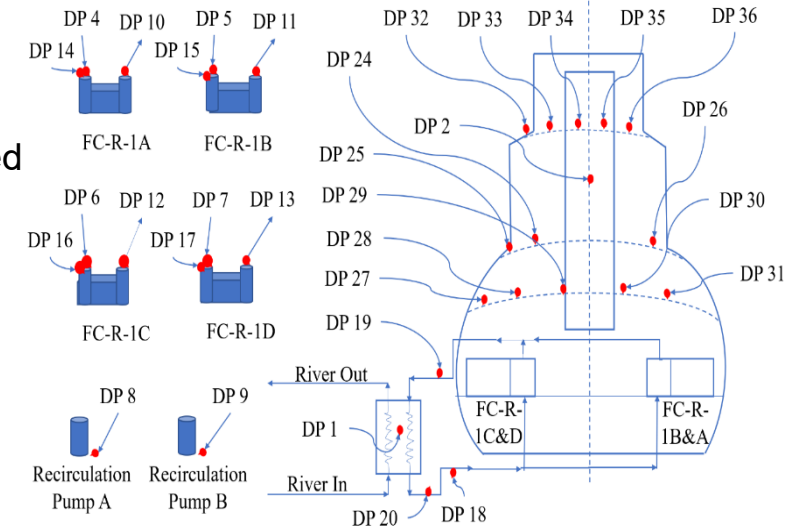 DP 4
DP 10
DP 5
DP 11
DP 14
DP 15
FC-R-1A
FC-R-1B
ed
DP 6
DP 12
DP 7
DP 13
DP 16
DP 17
FC-R-1C
FC-R-1D
DP 8
DP 9
Recirculation
Pump A
Recirculation
Pump B
DP 32
DP 33
DP 34
DP 35
DP 36
DP 24
DP 2
DP 26
DP 25
DP 29
DP 30
DP 28
DP 27
DP 31
DP 19
River Out
DP 1
River In
DP 20
DP 18
FC-R-
1C&D
FC-R-
1B&A